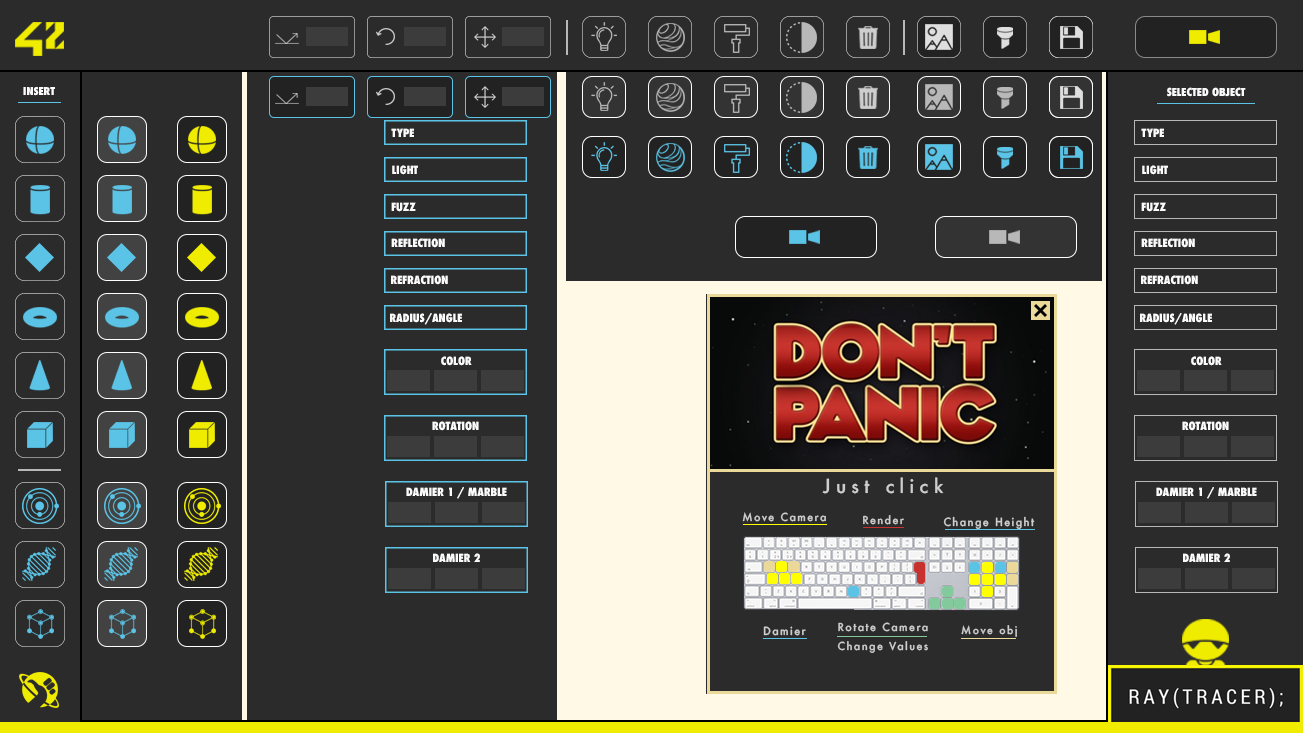 42
INSERT
SELECTED OBJECT
TYPE
LIGHT
FUZZ
REFLECTION
REFRACTION
RADIUS/ANGLE
COLOR
ROTATION
DAMIER 1 / MARBLE
DAMIER 2
DON'T
PANIC
Just click
Move Camera
Render
Change Height
Damier
Rotate Camera
Change Values
Move obj
TYPE
LIGHT
FUZZ
REFLECTION
REFRACTION
RADIUS/ANGLE
COLOR
ROTATION
DAMIER 1 / MARBLE
DAMIER 2
RAY(TRACER);